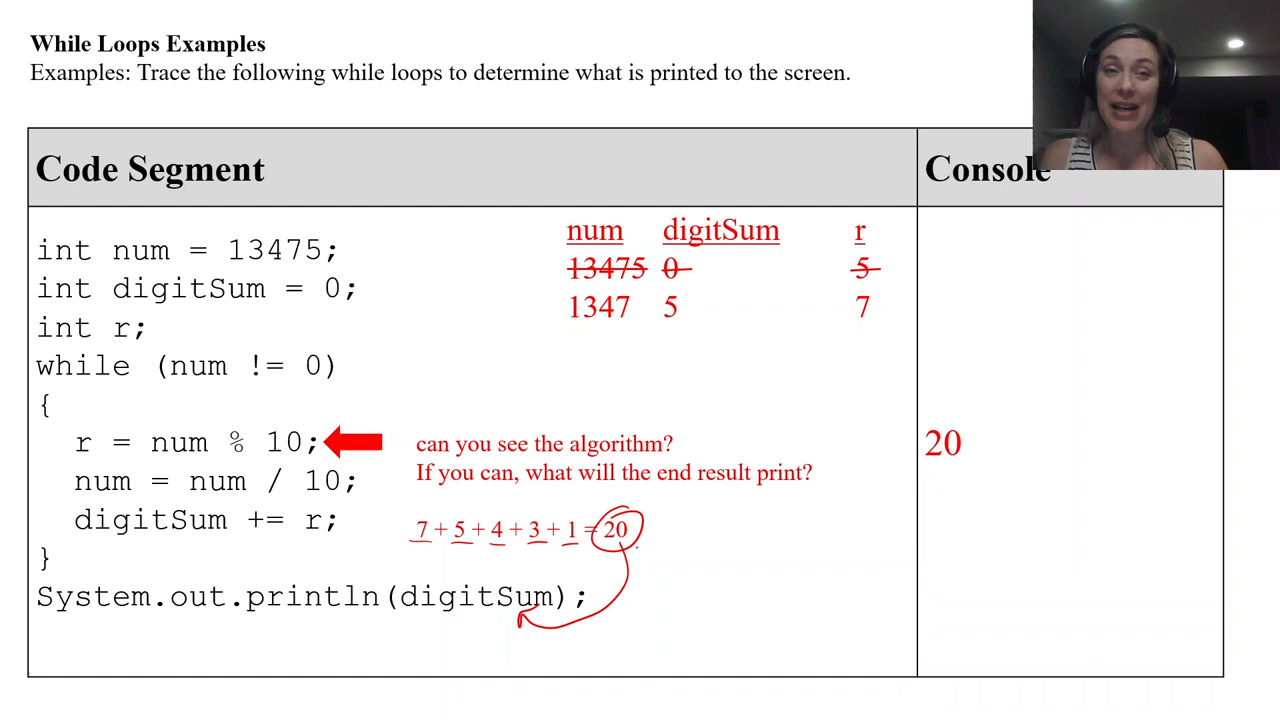 While Loops Examples
Examples: Trace the following while loops to determine what is printed to the screen.
Code Segment
Console
int num = 13475;
int digitSum = 0;
int r;
while (num != 0)
{
r = num % 10;
num = num / 10;
digitSum += r;
}
System.out.println(digitSum);
num digitSum r
13475 0 5
1347 5 7
can you see the algorithm?
If you can, what will the end result print?
7 + 5 + 4 + 3 + 1 = 20
20